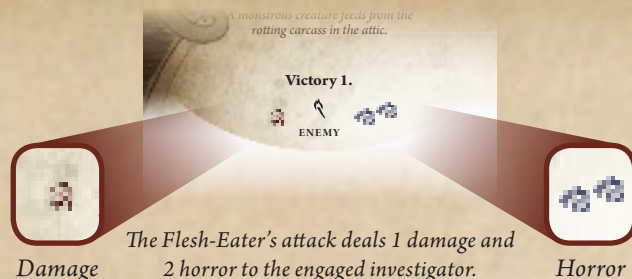 A monstrous creature feeds from the
rotting carcass in the attic.
Victory 1.
ENEMY
The Flesh-Eater's attack deals 1 damage and
2 horror to the engaged investigator.
Damage
Horror